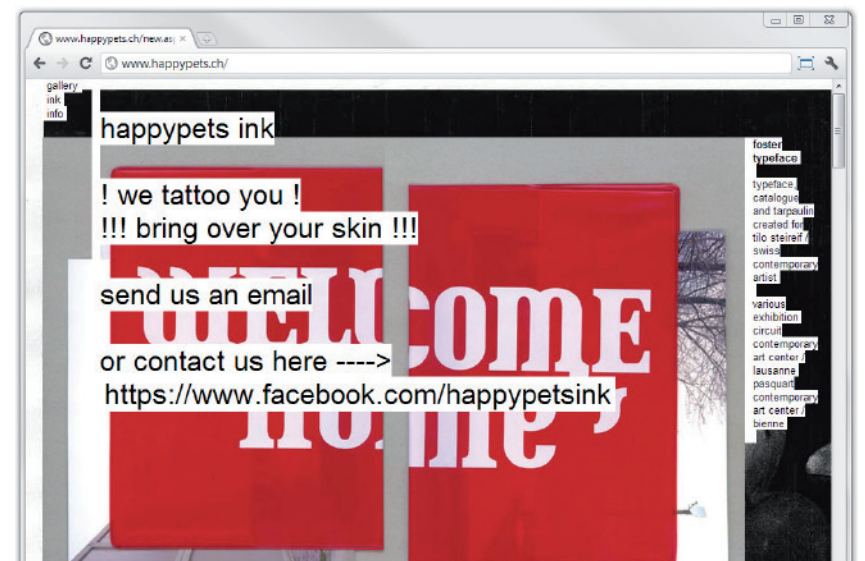 www.happypets.ch/new.as
www.happypets.ch/
gallery
ink
info
happypets ink
! we tattoo you !
!!! bring over your skin !!!
send us an email
or contact us here ---->
https://www.facebook.com/happypetsink
WELCOME
Home’
foster
typeface
typeface,
catalogue
and tarpaulin
created for
tilo steireif /
swiss
contemporary
artist
various
exhibition
circuit
contemporary
art center /
lausanne
pasquart
contemporary
art center /
bienne